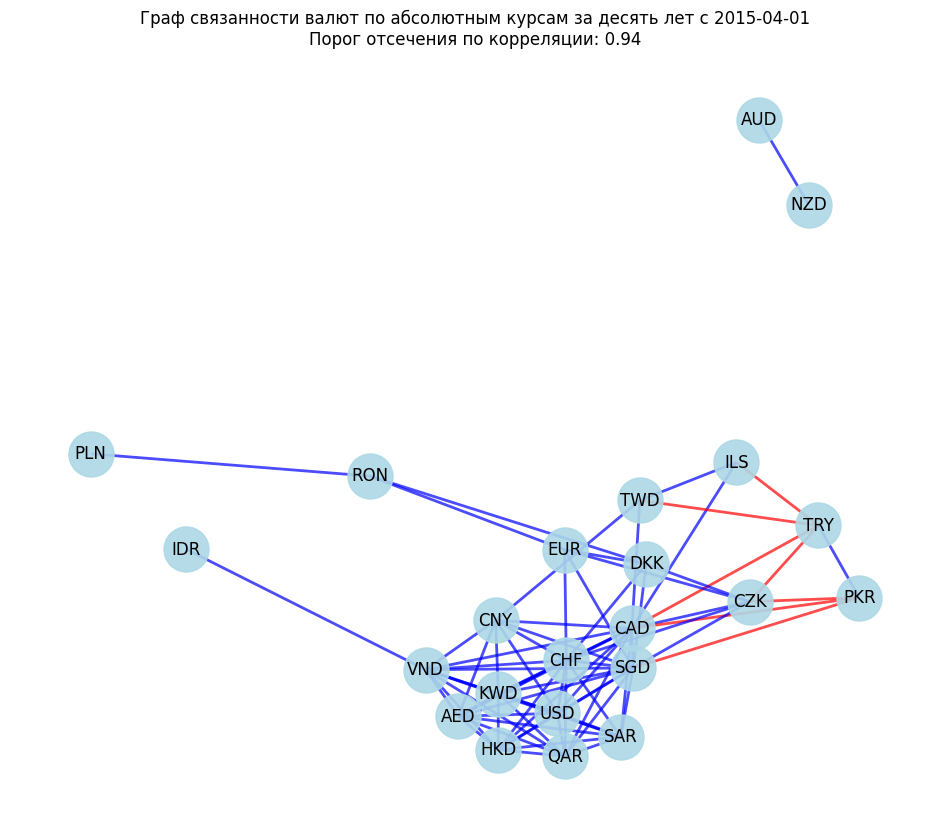 Граф связанности валют по абсолютным курсам за десять лет с 2015-04-01
Порог отсечения по корреляции: 0.94
AUD
NZD
PLN
RON
ILS
TWD
TRY
IDR
EUR
DKK
CZK
PKR
CNY
CAD
CHF
SGD
VND
KWD
AED
USD
SAR
HKD
QAR